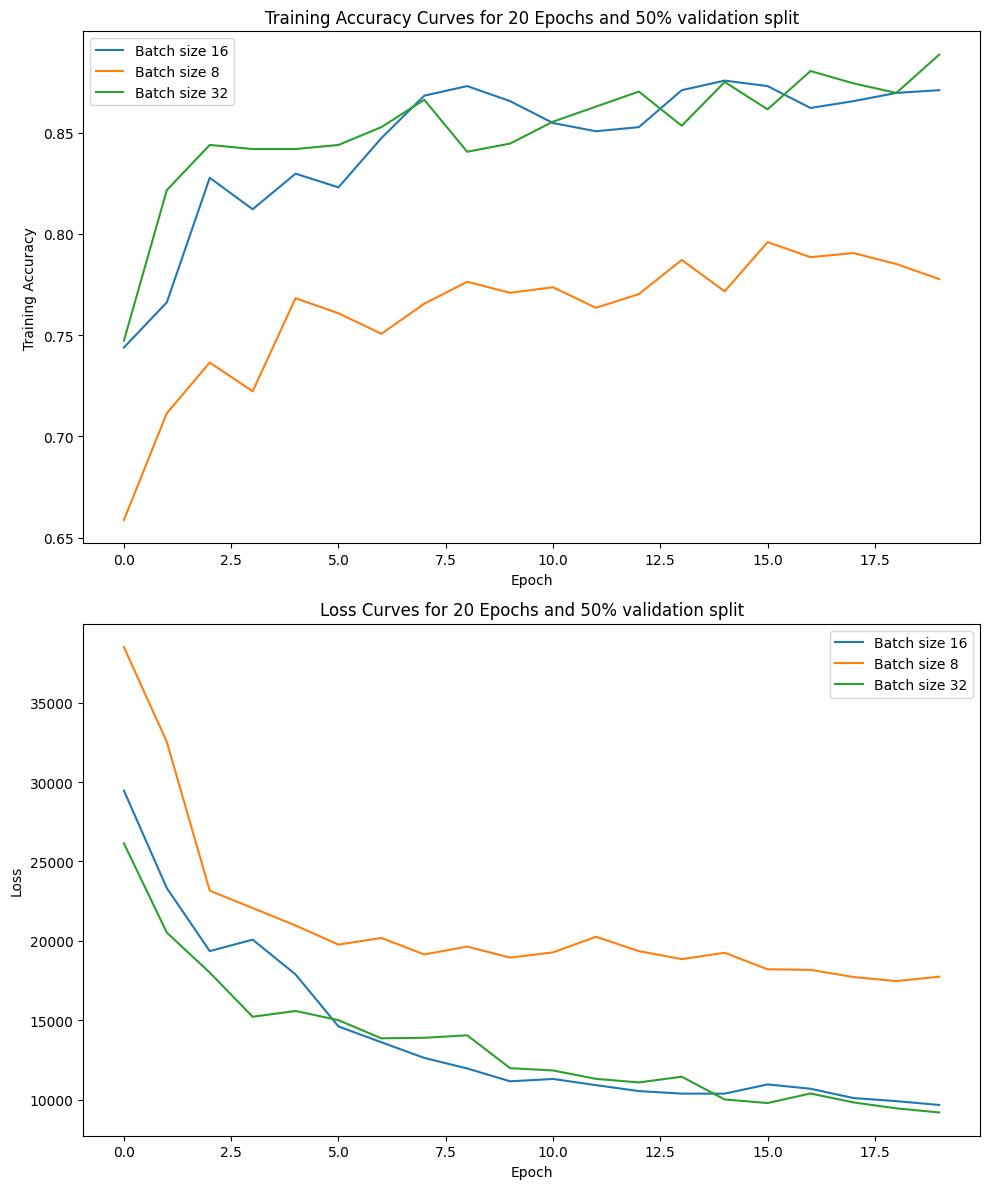 Training Accuracy Curves for 20 Epochs and 50% validation split
Batch size 16
Batch size 8
Batch size 32
0.85
0.80
0.75
0.70
0.65
Training Accuracy
0.0 2.5 5.0 7.5 10.0 12.5 15.0 17.5
Epoch
Loss Curves for 20 Epochs and 50% validation split
Batch size 16
Batch size 8
Batch size 32
35000
30000
25000
20000
15000
10000
Loss
0.0 2.5 5.0 7.5 10.0 12.5 15.0 17.5
Epoch